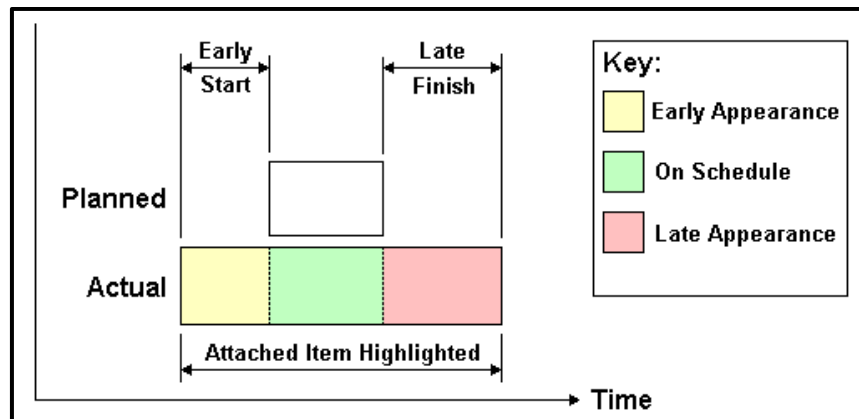 Early
Start
Late
Finish
Planned
Actual
Attached Item Highlighted
Time
Key:
Early Appearance
On Schedule
Late Appearance